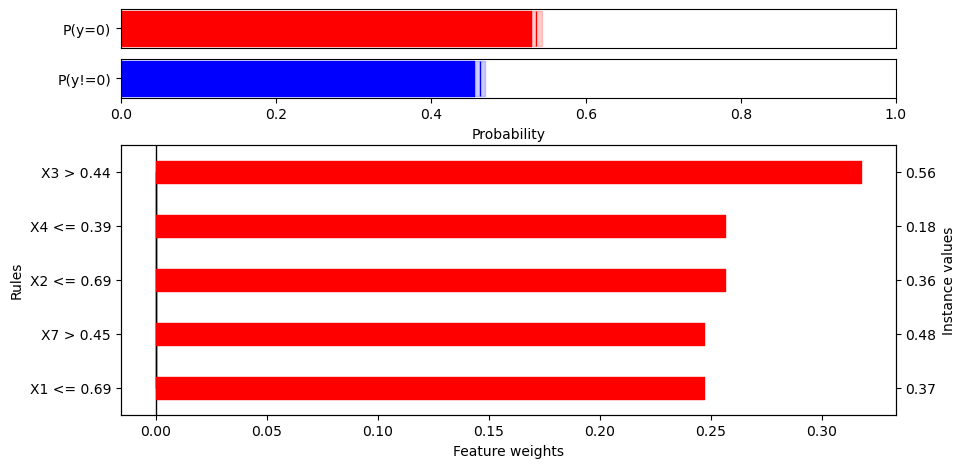 P(y=0)
P(y!=0)
0.0 0.2 0.4 0.6 0.8 1.0
Probability
X3 > 0.44 0.56
X4 <= 0.39 0.18
X2 <= 0.69 0.36
X7 > 0.45 0.48
X1 <= 0.69 0.37
Rules
Instance values
0.00 0.05 0.10 0.15 0.20 0.25 0.30
Feature weights